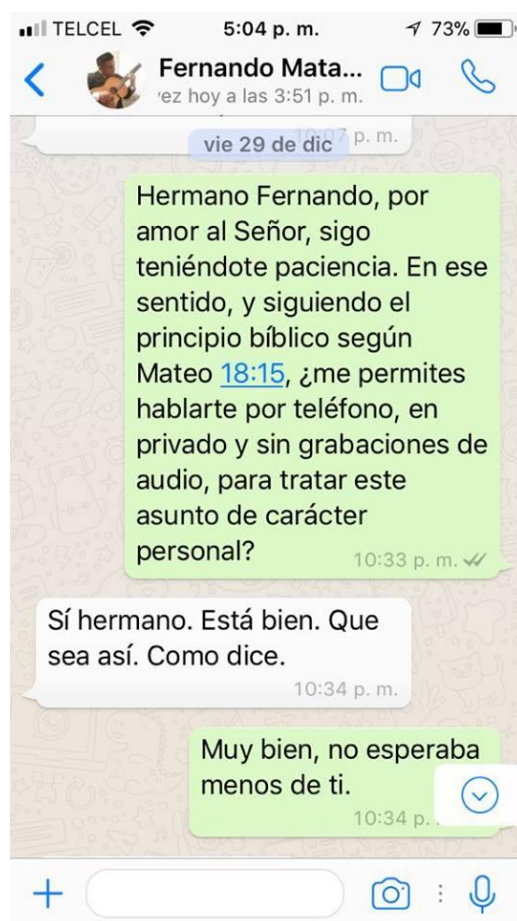 TELCEL 5:04 p. m. 73%
Fernando Mata...
vez hoy a las 3:51 p. m.
p. m.
vie 29 de dic
Hermano Fernando, por
amor al Señor, sigo
teniéndote paciencia. En ese
sentido, y siguiendo el
principio bíblico según
Mateo 18:15, ¿me permites
hablarte por teléfono, en
privado y sin grabaciones de
audio, para tratar este
asunto de carácter
personal?
10:33 p. m.
Sí hermano. Está bien. Que
sea así. Como dice.
10:34 p. m.
Muy bien, no esperaba
menos de ti.
10:34 p.